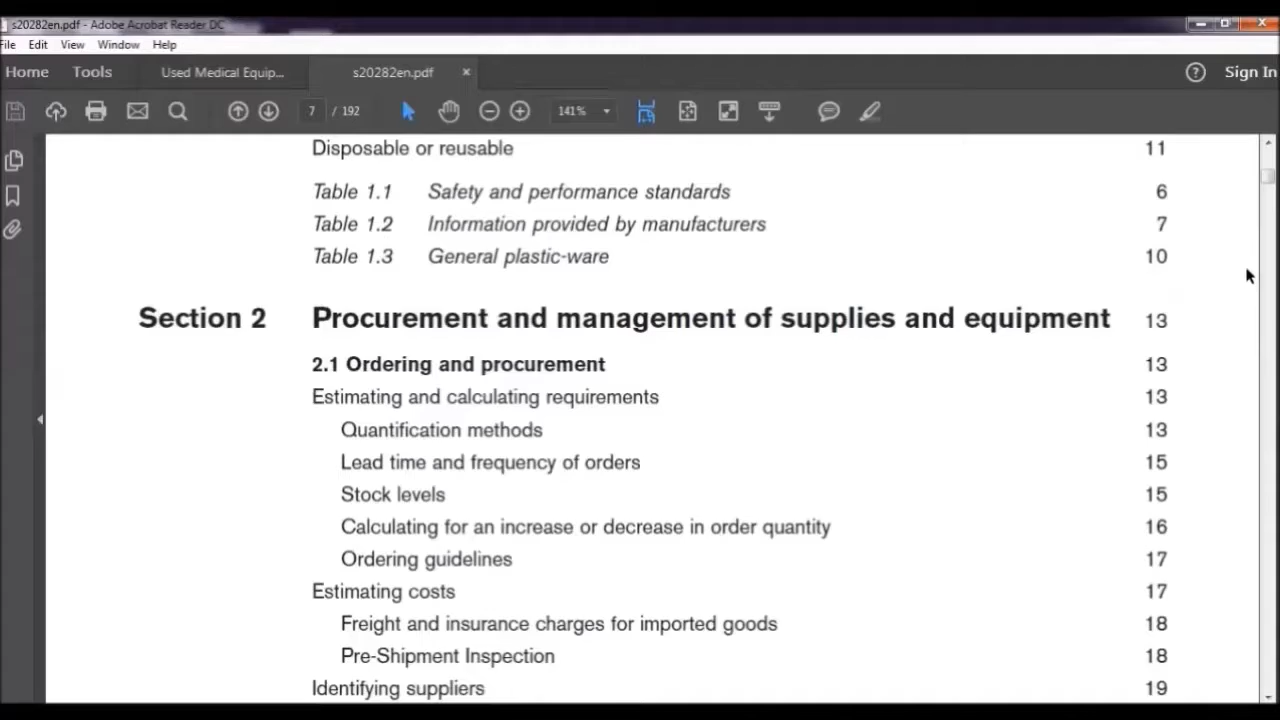 s20282en.pdf - Adobe Acrobat Reader DC
File Edit View Window Help
Home Tools Used Medical Equip... s20282en.pdf × ? Sign In
7 / 192 141%
Disposable or reusable 11
Table 1.1 Safety and performance standards 6
Table 1.2 Information provided by manufacturers 7
Table 1.3 General plastic-ware 10
Section 2 Procurement and management of supplies and equipment 13
2.1 Ordering and procurement 13
Estimating and calculating requirements 13
Quantification methods 13
Lead time and frequency of orders 15
Stock levels 15
Calculating for an increase or decrease in order quantity 16
Ordering guidelines 17
Estimating costs 17
Freight and insurance charges for imported goods 18
Pre-Shipment Inspection 18
Identifying suppliers 19